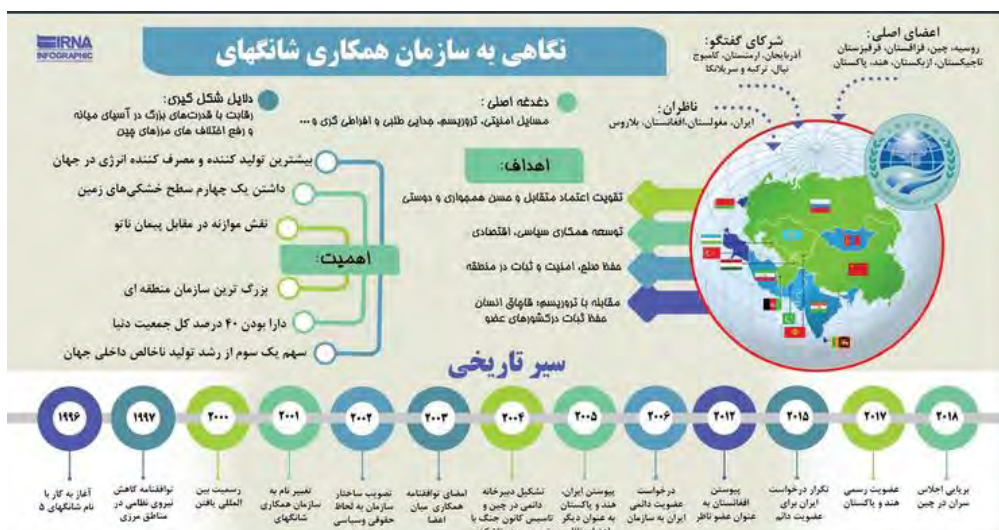 IRNA
INFOGRAPHIC
نگاهی به سازمان همکاری شانگهای
اعضای اصلی:
روسیه، چین، قزاقستان، قرقیزستان
تاجیکستان، ازبکستان، هند، پاکستان
شرکای گفتگو:
آذربایجان، ارمنستان، کامبوج
نپال، ترکیه و سریلانکا
ناظران:
ایران، مغولستان،افغانستان، بلاروس
دغدغه اصلی:
مسایل امنیتی، تروریسم، جدایی طلبی و افراطی گری و...
دلایل شکل گیری:
رقابت با قدرت‌های بزرگ در آسیای میانه
و رفع اختلاف های مرزهای چین
اهداف:
تقویت اعتماد متقابل و حسن همجواری و دوستی
توسعه همکاری سیاسی، اقتصادی
حفظ صلح، امنیت و ثبات در منطقه
مقابله با تروریسم، قاچاق انسان
حفظ ثبات درکشورهای عضو
اهمیت:
بیشترین تولید کننده و مصرف کننده انرژی در جهان
داشتن یک چهارم سطح خشکی‌های زمین
نقش موازنه در مقابل پیمان ناتو
بزرگ ترین سازمان منطقه ای
دارا بودن ۴۰ درصد کل جمعیت دنیا
سهم یک سوم از رشد تولید ناخالص داخلی جهان
سیر تاریخی
۱۹۹۶
آغاز به کار با
نام شانگهای ۵
۱۹۹۷
توافقنامه کاهش
نیروی نظامی در
مناطق مرزی
۲۰۰۰
رسمیت بین
المللی یافتن
۲۰۰۱
تغییر نام به
سازمان همکاری
شانگهای
۲۰۰۲
تصویب ساختار
سازمان به لحاظ
حقوقی وسیاسی
۲۰۰۳
امضای توافقنامه
همکاری میان
اعضا
۲۰۰۴
تشکیل دبیرخانه
دائمی در چین و
تاسیس کانون جنگ با
۲۰۰۵
پیوستن ایران،
هند و پاکستان
به عنوان دیگر
۲۰۰۶
درخواست
عضویت دائمی
ایران به سازمان
۲۰۱۲
پیوستن
افغانستان به
عنوان عضو ناظر
۲۰۱۵
تکرار درخواست
ایران برای
عضویت دائم
۲۰۱۷
عضویت رسمی
هند و پاکستان
۲۰۱۸
برپایی اجلاس
سران در چین